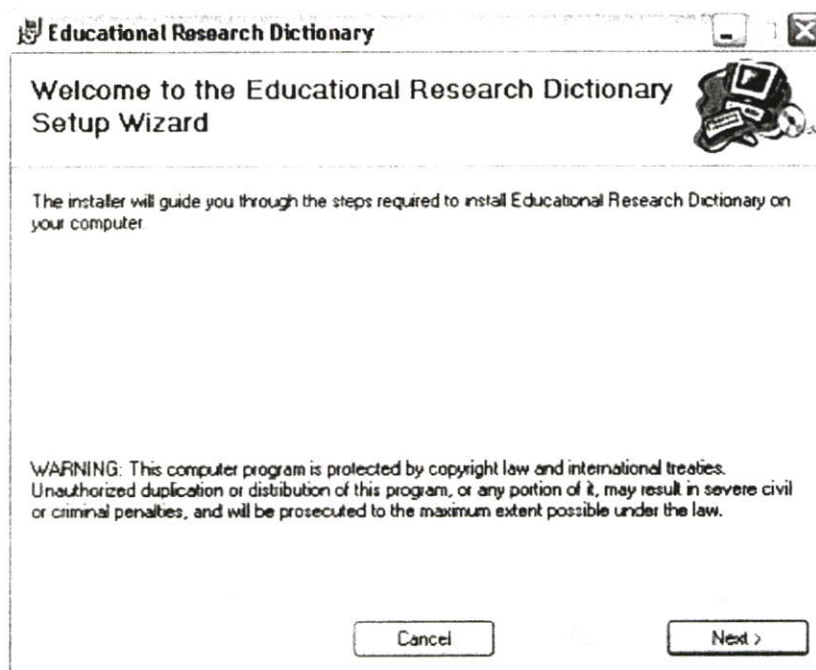 Educational Research Dictionary
Welcome to the Educational Research Dictionary
Setup Wizard
The installer will guide you through the steps required to install Educational Research Dictionary on
your computer.
WARNING: This computer program is protected by copyright law and international treaties.
Unauthorized duplication or distribution of this program, or any portion of it, may result in severe civil
or criminal penalties, and will be prosecuted to the maximum extent possible under the law.
Cancel
Next >